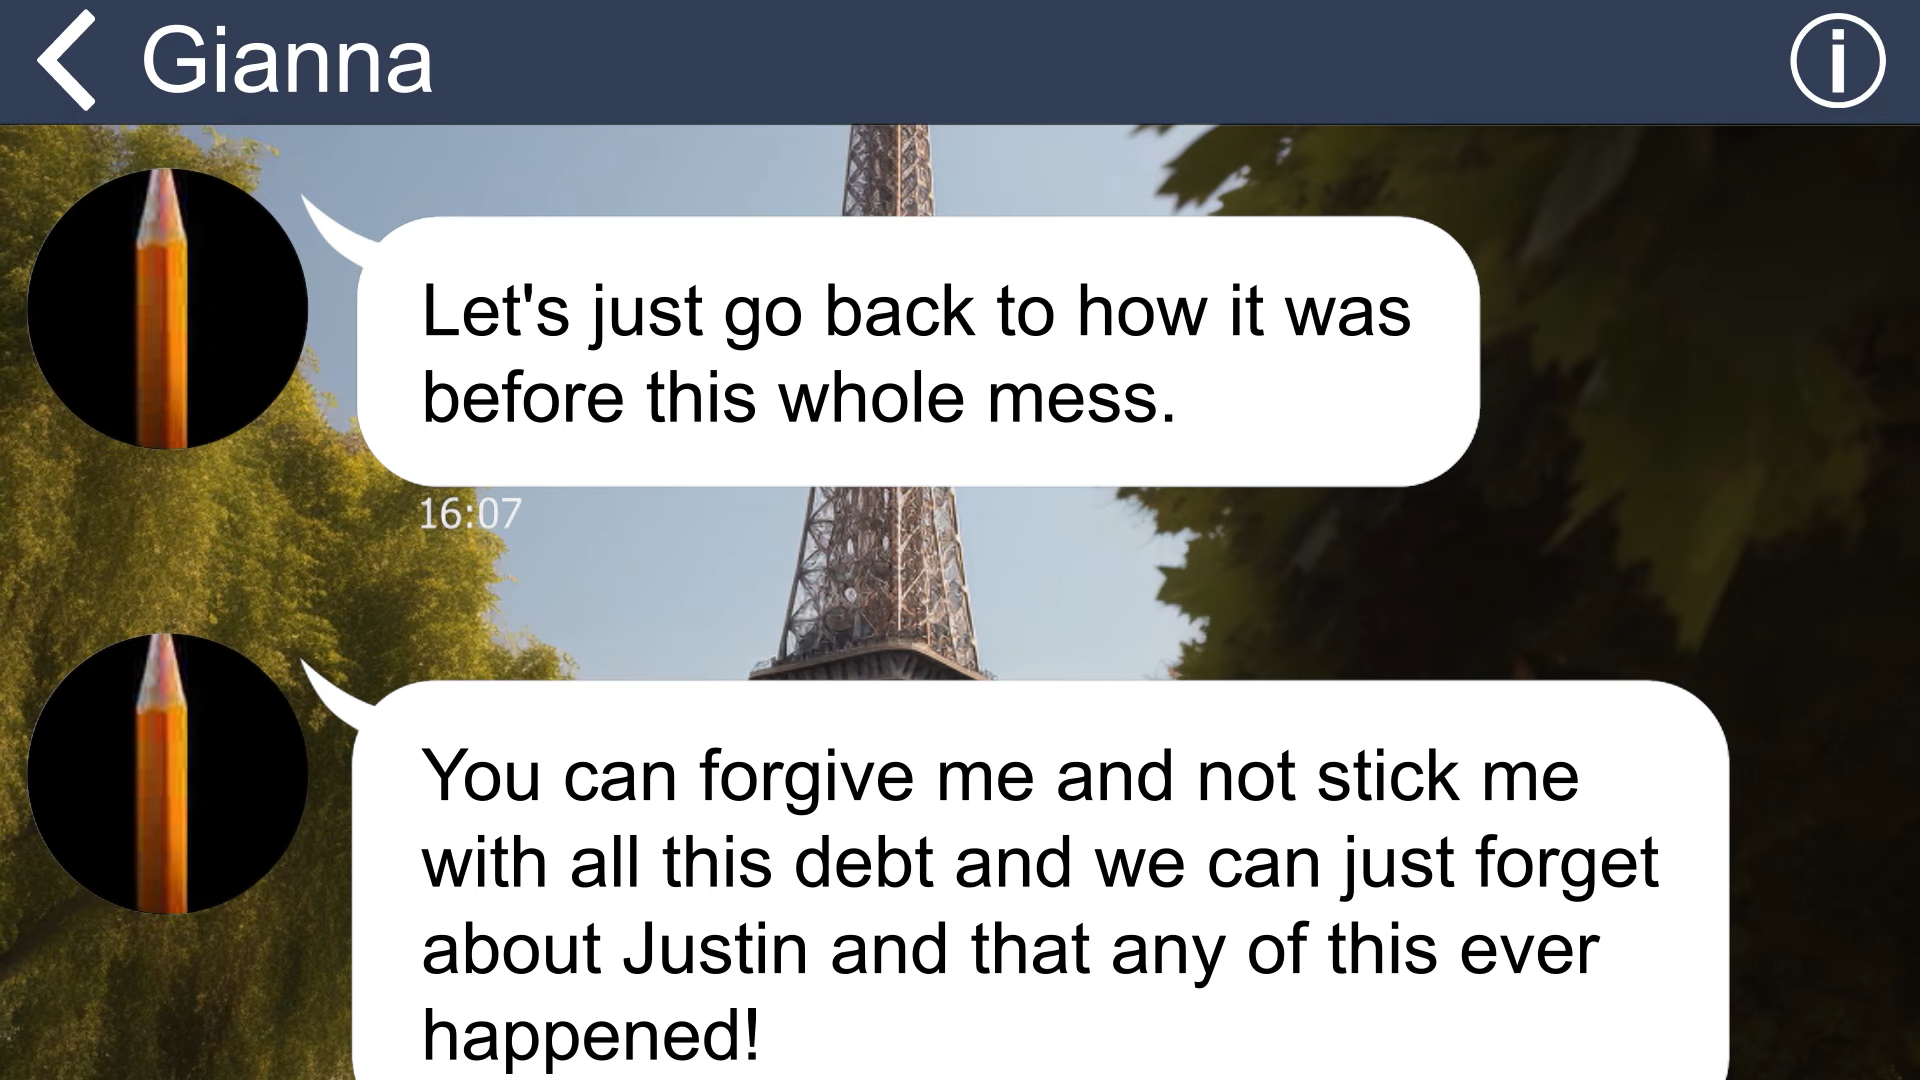 Gianna
Let's just go back to how it was
before this whole mess.
16:07
You can forgive me and not stick me
with all this debt and we can just forget
about Justin and that any of this ever
happened!